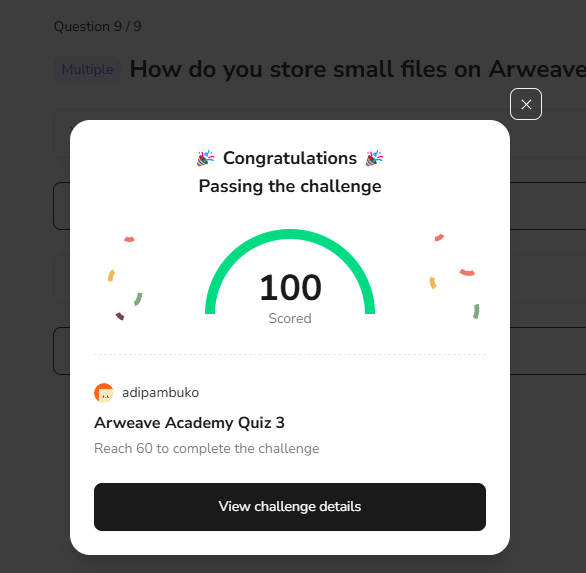 Question 9 / 9
Multiple How do you store small files on Arweave
Congratulations
Passing the challenge
100
Scored
adipambuko
Arweave Academy Quiz 3
Reach 60 to complete the challenge
View challenge details